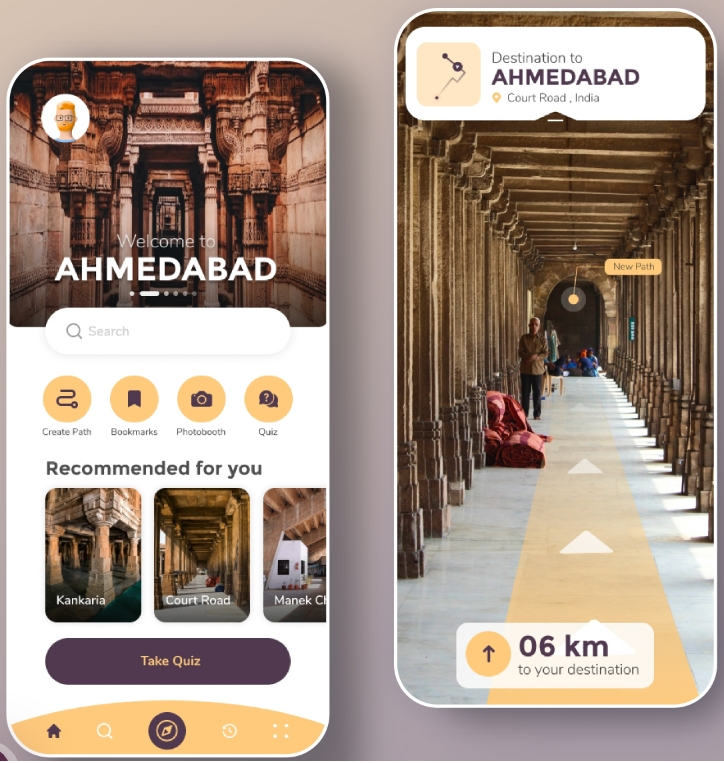 Welcome to
AHMEDABAD
Search
Create Path
Bookmarks
Photobooth
Quiz
Recommended for you
Kankaria
Court Road
Manek Ch
Take Quiz
Destination to
AHMEDABAD
Court Road , India
New Path
06 km
to your destination